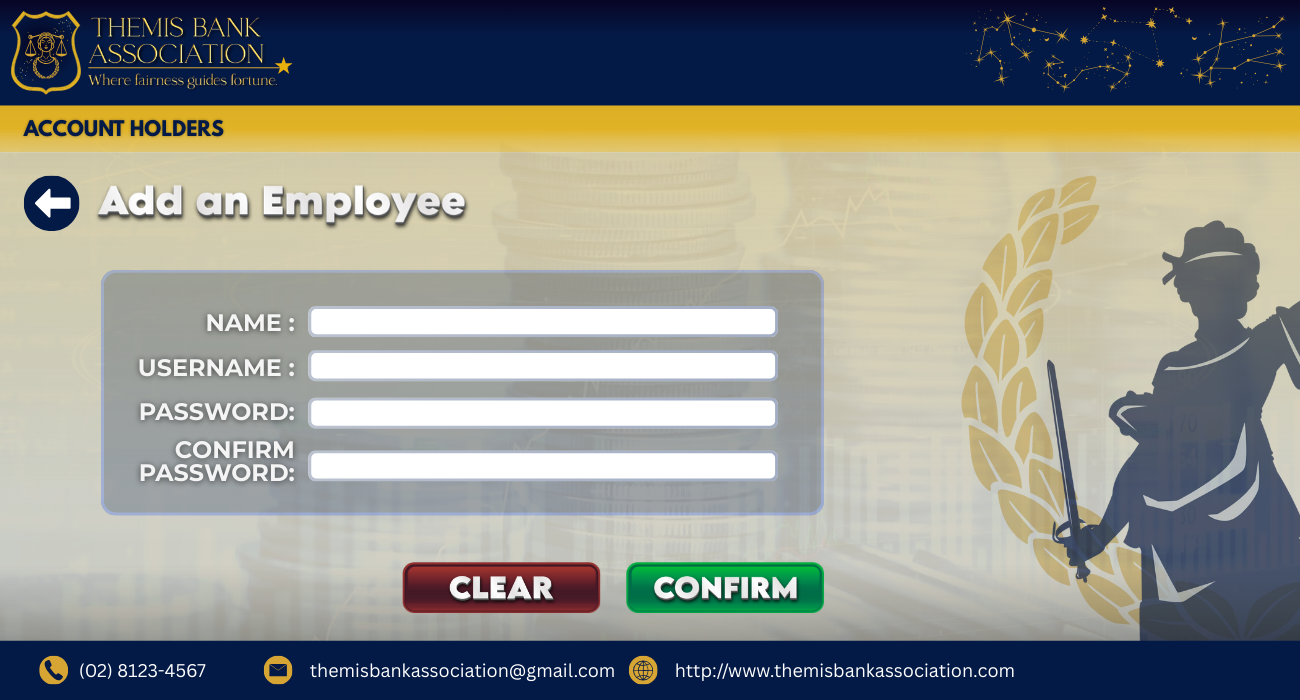 THEMIS BANK
ASSOCIATION
Where fairness guides fortune.
ACCOUNT HOLDERS
Add an Employee
NAME :
USERNAME :
PASSWORD:
CONFIRM
PASSWORD:
CLEAR
CONFIRM
(02) 8123-4567
themisbankassociation@gmail.com
http://www.themisbankassociation.com